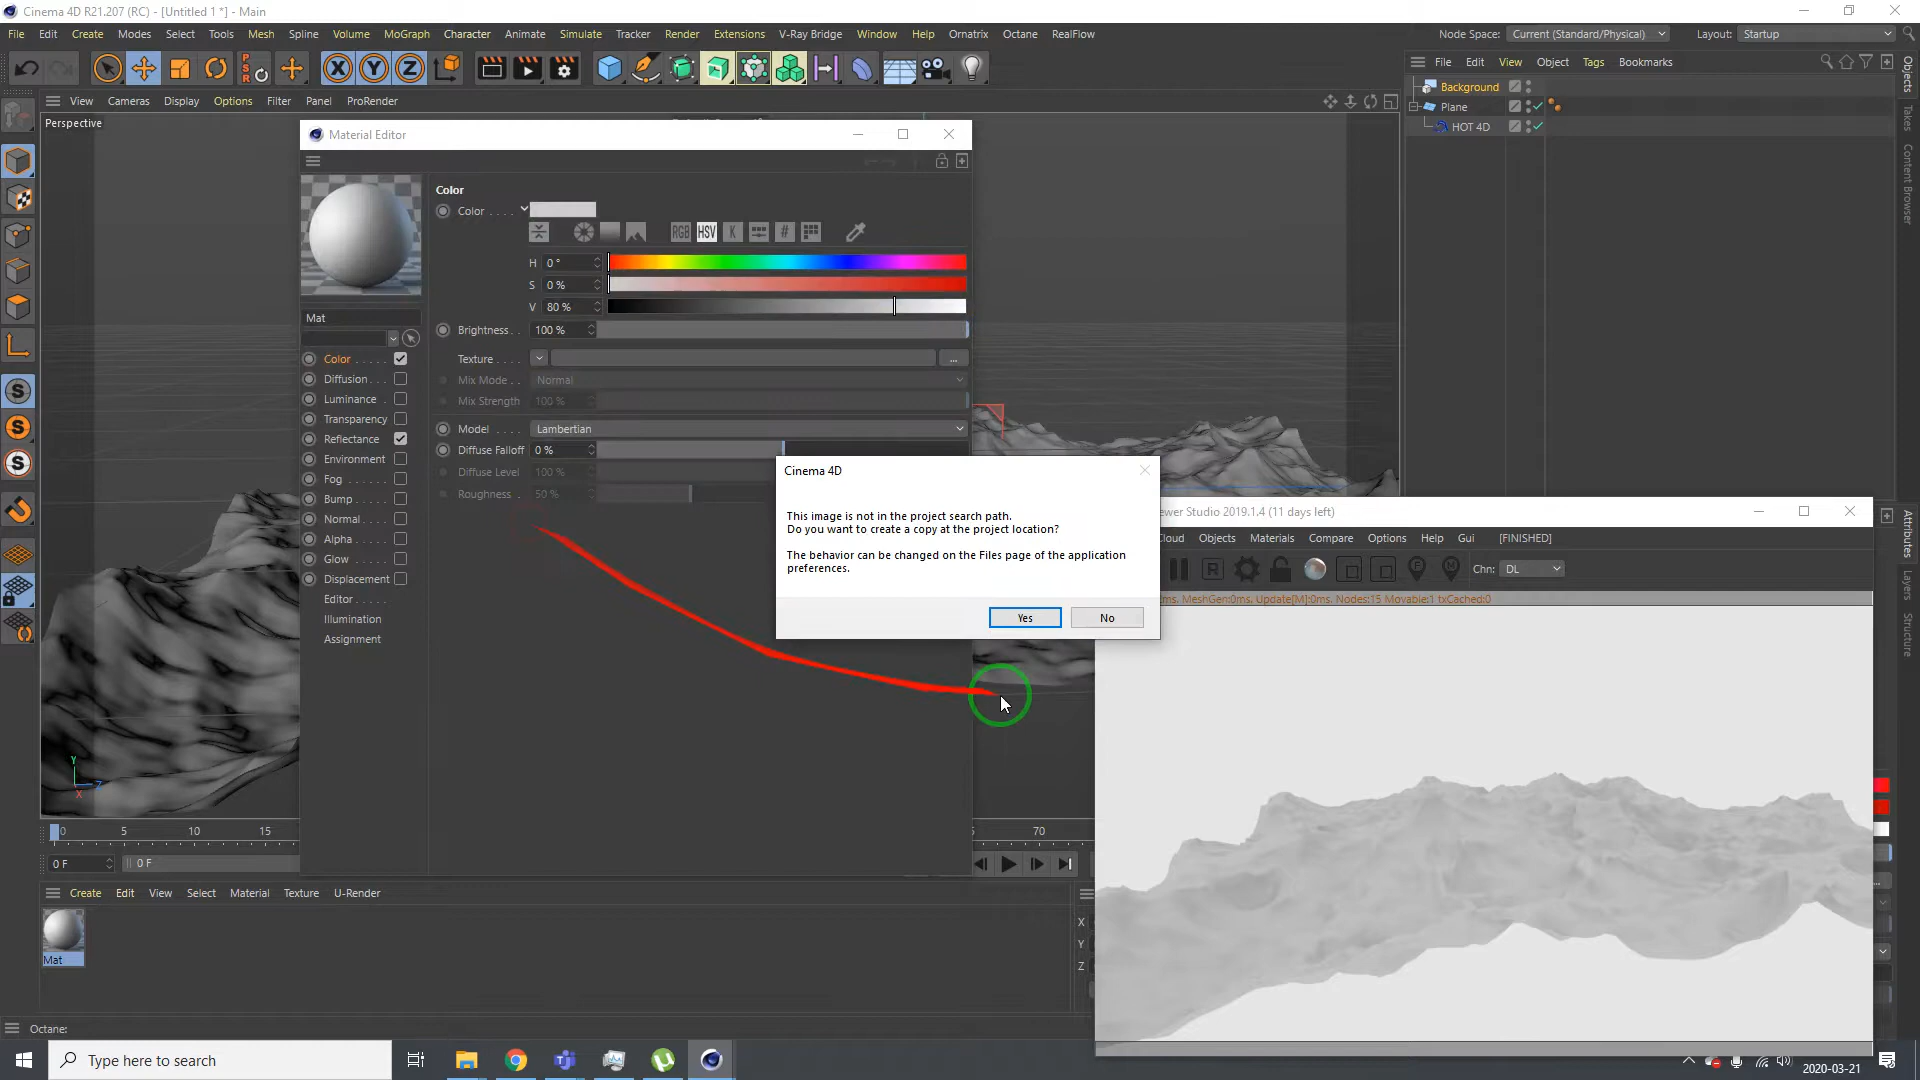 Cinema 4D R21.207 (RC) - [Untitled 1 *] - Main
File Edit Create Modes Select Tools Mesh Spline Volume MoGraph Character Animate Simulate Tracker Render Extensions V-Ray Bridge Window Help Ornatrix Octane RealFlow Node Space: Current (Standard/Physical) Layout: Startup
View Cameras Display Options Filter Panel ProRender
File Edit View Object Tags Bookmarks
Background
Plane
HOT 4D
Objects
Takes
Content Browser
Attributes
Layers
Structure
Perspective
Material Editor
Color
Color . . . .
RGB HSV K #
H 0 °
S 0 %
V 80 %
Brightness . . 100 %
Texture . . . . ...
Mix Mode . . Normal
Mix Strength 100 %
Model . . . . Lambertian
Diffuse Falloff 0 %
Diffuse Level 100 %
Roughness . 50 %
Mat
Color . . . . .
Diffusion . . .
Luminance .
Transparency
Reflectance
Environment
Fog . . . . . .
Bump . . . .
Normal . . . .
Alpha . . . .
Glow . . . . .
Displacement
Editor . . . . .
Illumination
Assignment
Cinema 4D
This image is not in the project search path.
Do you want to create a copy at the project location?
The behavior can be changed on the Files page of the application
preferences.
Yes No
ewer Studio 2019.1.4 (11 days left)
Cloud Objects Materials Compare Options Help Gui [FINISHED]
R Chn: DL
ms. MeshGen:0ms. Update[M]:0ms. Nodes:15 Movable:1 txCached:0
Y
Z
X
0 5 10 15 70
0 F 0 F
Create Edit View Select Material Texture U-Render
Mat
X
Y
Z
Octane:
Type here to search
2020-03-21